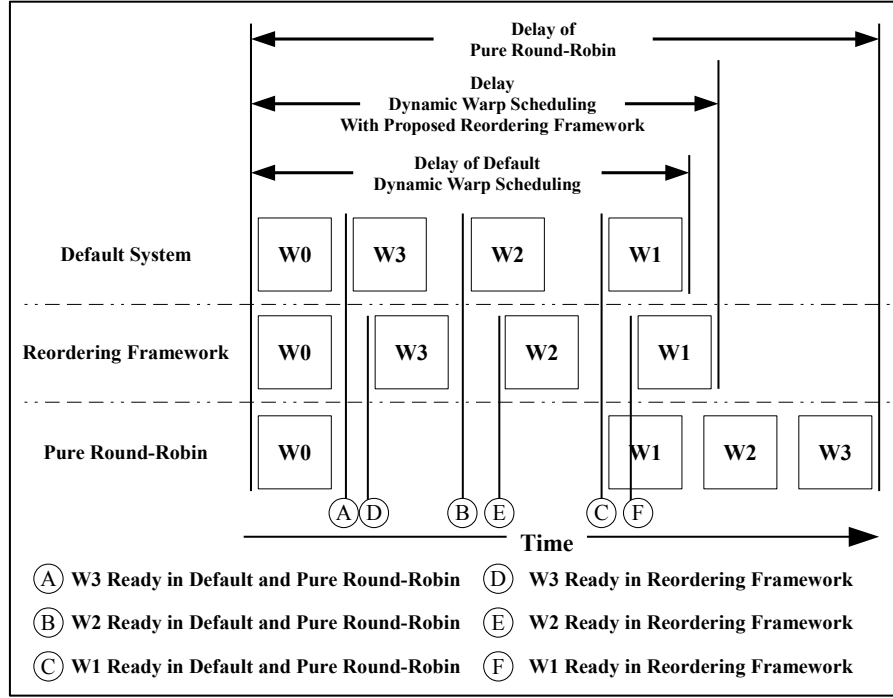 Delay of
Pure Round-Robin
Delay
Dynamic Warp Scheduling
With Proposed Reordering Framework
Delay of Default
Dynamic Warp Scheduling
Default System W0 W3 W2 W1
Reordering Framework W0 W3 W2 W1
Pure Round-Robin W0 W1 W2 W3
A D B E C F
Time
A W3 Ready in Default and Pure Round-Robin D W3 Ready in Reordering Framework
B W2 Ready in Default and Pure Round-Robin E W2 Ready in Reordering Framework
C W1 Ready in Default and Pure Round-Robin F W1 Ready in Reordering Framework